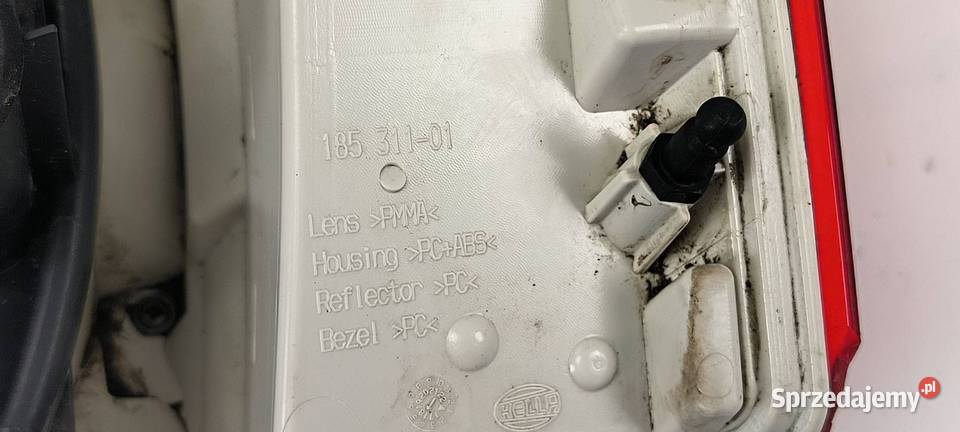 185.311-01
Lens >PMMA<
Housing >PC+ABS<
Reflector >PC<
Bezel >PC<
HELLA
Sprzedajemy.pl